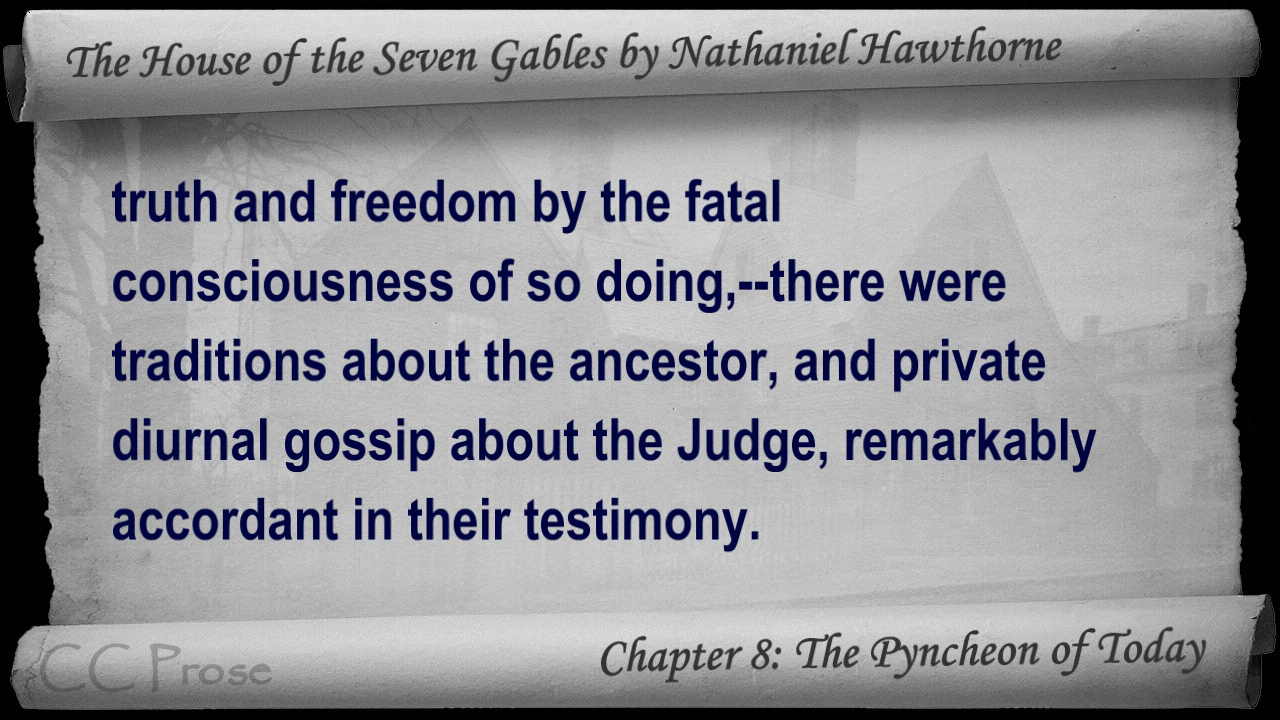 The House of the Seven Gables by Nathaniel Hawthorne
truth and freedom by the fatal
consciousness of so doing,--there were
traditions about the ancestor, and private
diurnal gossip about the Judge, remarkably
accordant in their testimony.
CC Prose
Chapter 8: The Pyncheon of Today